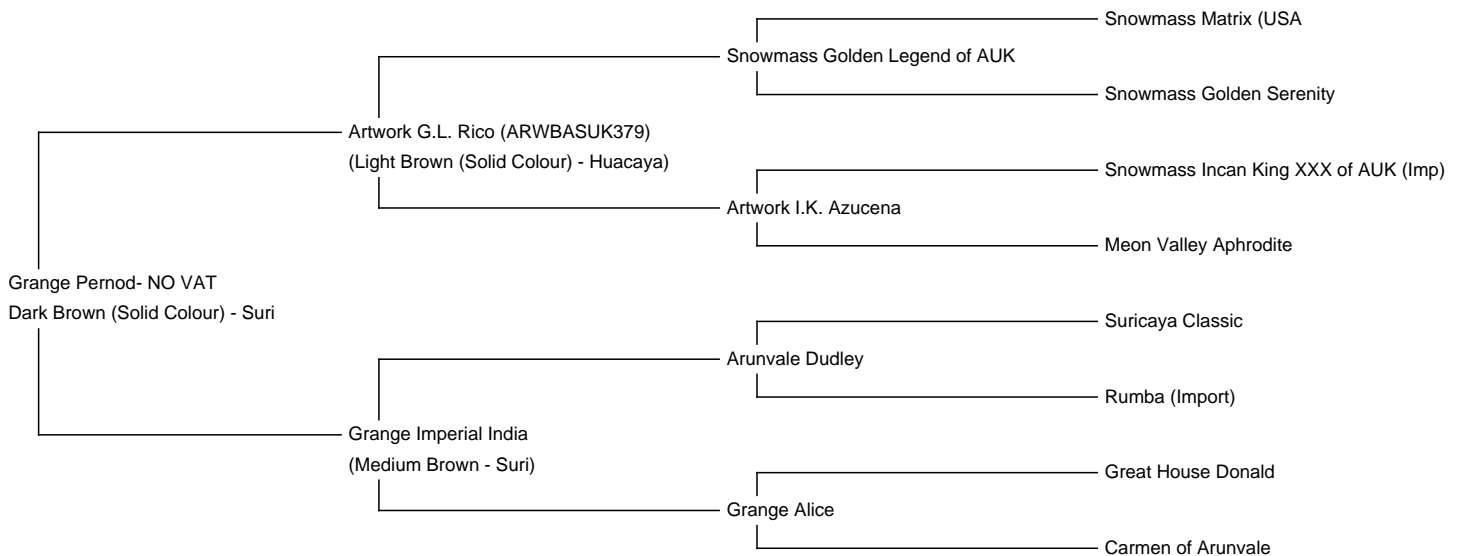 Snowmass Matrix (USA
Snowmass Golden Legend of AUK
Snowmass Golden Serenity
Artwork G.L. Rico (ARWBASUK379)
(Light Brown (Solid Colour) - Huacaya)
Snowmass Incan King XXX of AUK (Imp)
Artwork I.K. Azucena
Meon Valley Aphrodite
Grange Pernod- NO VAT
Dark Brown (Solid Colour) - Suri
Suricaya Classic
Arunvale Dudley
Rumba (Import)
Grange Imperial India
(Medium Brown - Suri)
Great House Donald
Grange Alice
Carmen of Arunvale